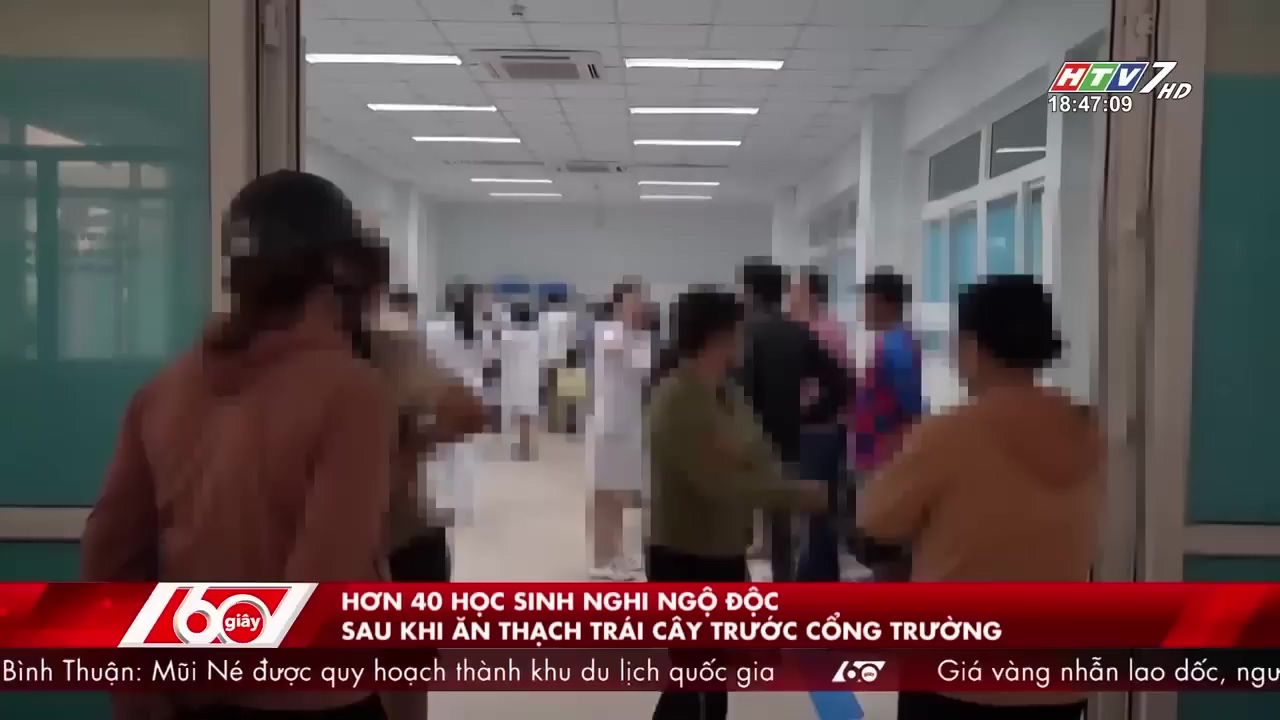 HTV7 HD
18:47:09
60 giây
HƠN 40 HỌC SINH NGHI NGỘ ĐỘC
SAU KHI ĂN THẠCH TRÁI CÂY TRƯỚC CỔNG TRƯỜNG
Bình Thuận: Mũi Né được quy hoạch thành khu du lịch quốc gia 60 giây Giá vàng nhẫn lao dốc,